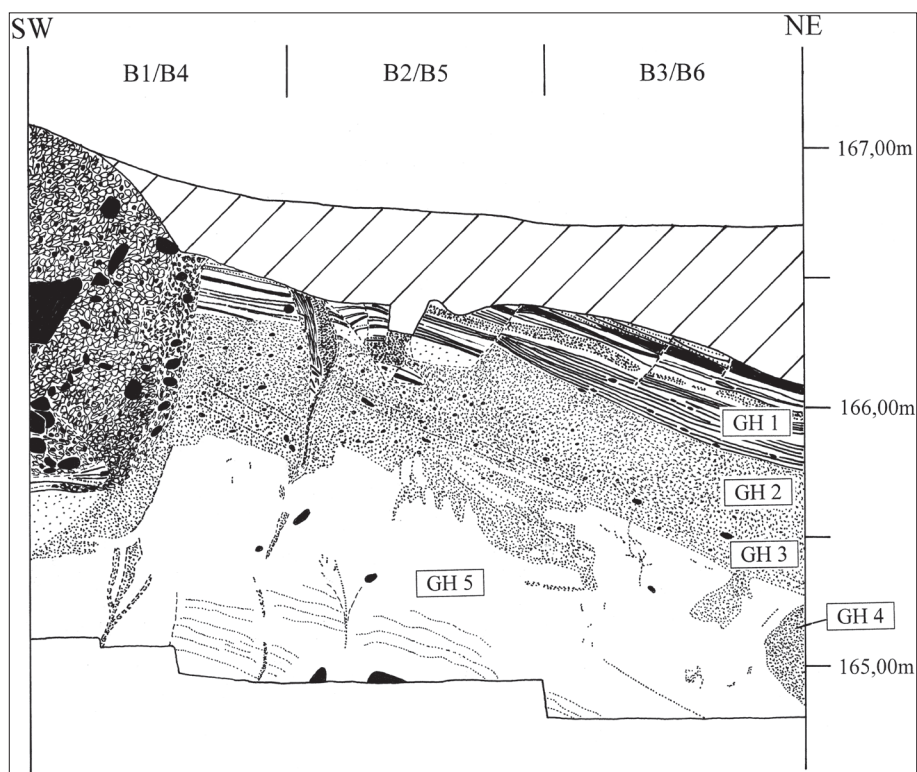 SW
NE
B1/B4
B2/B5
B3/B6
167,00m
166,00m
GH 1
GH 2
GH 3
GH 5
GH 4
165,00m